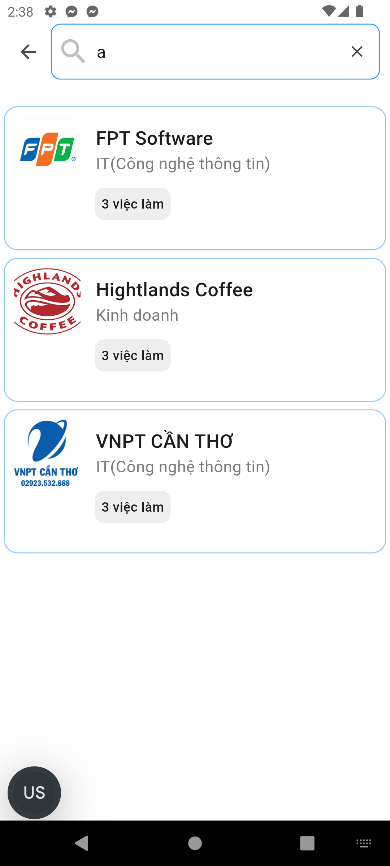 2:38
a
FPT
FPT Software
IT(Công nghệ thông tin)
3 việc làm
HIGHLANDS
COFFEE
Hightlands Coffee
Kinh doanh
3 việc làm
VNPT CẦN THƠ
02923.532.888
VNPT CẦN THƠ
IT(Công nghệ thông tin)
3 việc làm
US